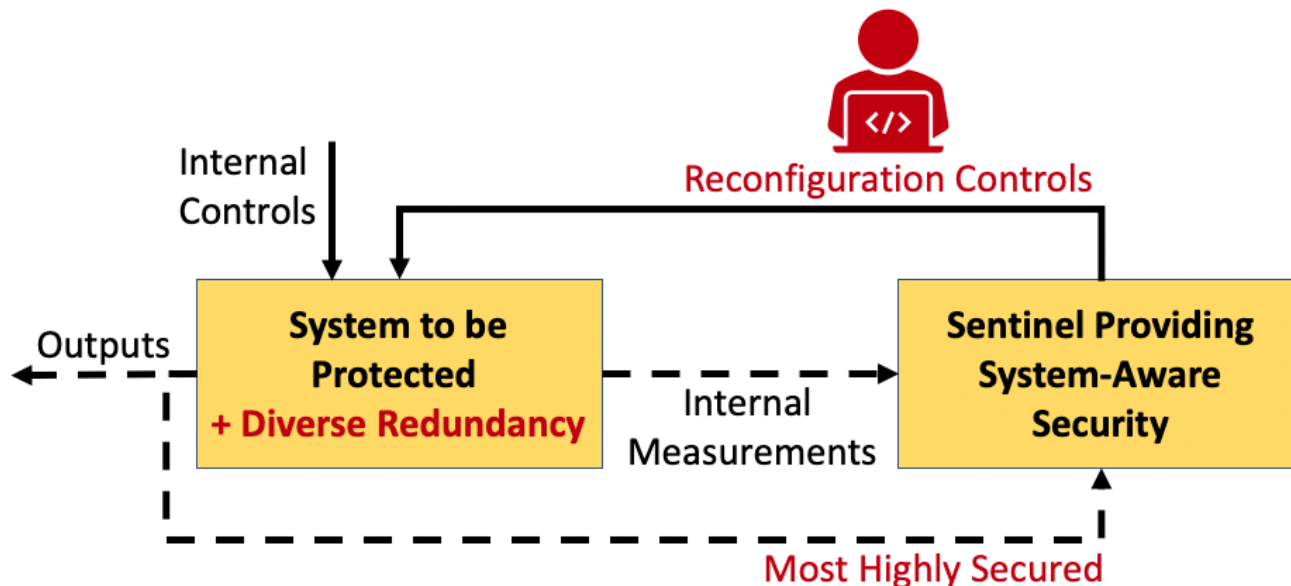 </>
Reconfiguration Controls
Internal
Controls
System to be
Protected
+ Diverse Redundancy
Outputs
Internal
Measurements
Sentinel Providing
System-Aware
Security
Most Highly Secured